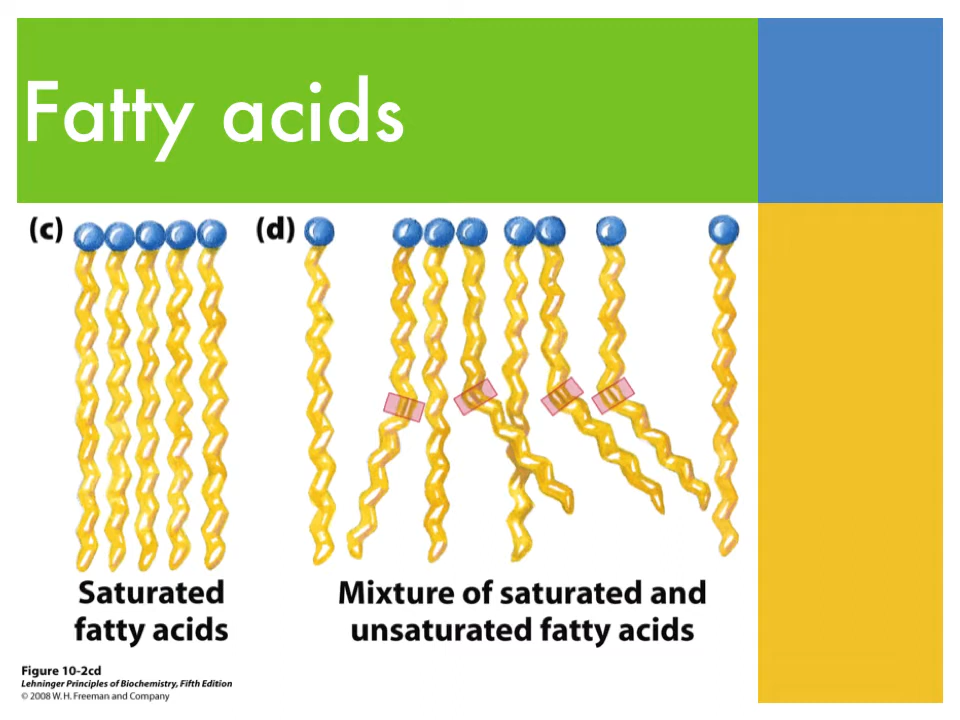 Fatty acids
(c)
(d)
Saturated
fatty acids
Mixture of saturated and
unsaturated fatty acids
Figure 10-2cd
Lehninger Principles of Biochemistry, Fifth Edition
© 2008 W. H. Freeman and Company